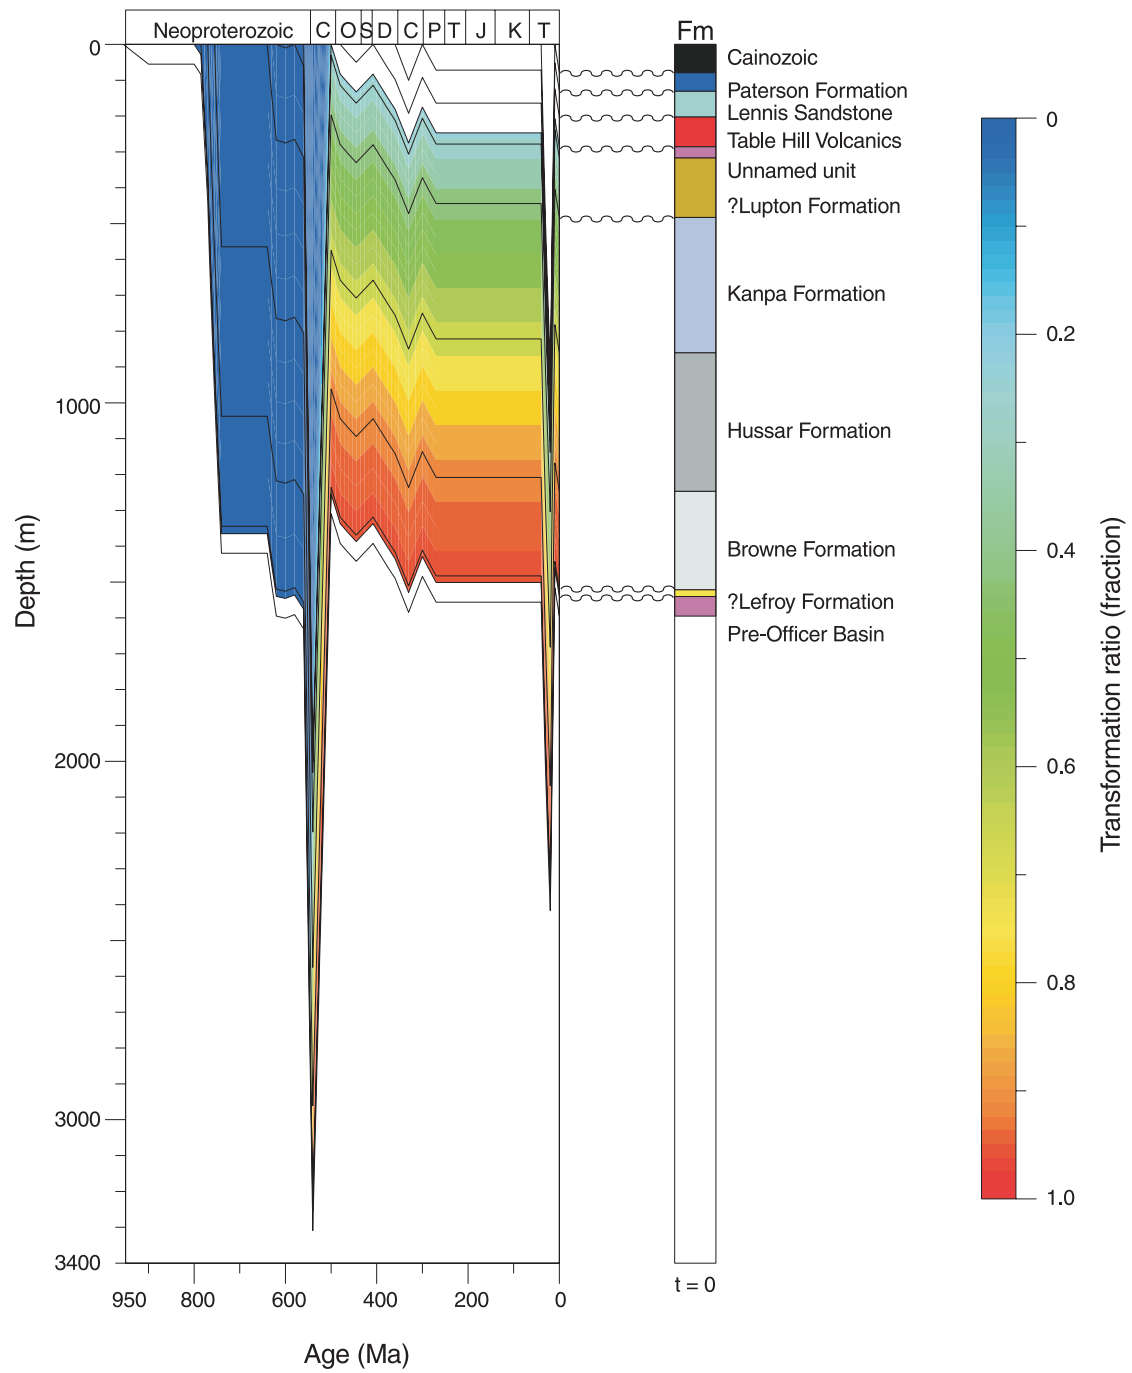 Neoproterozoic C O S D C P T J K T
Fm
0
1000
2000
3000
3400
Depth (m)
950 800 600 400 200 0
Age (Ma)
Cainozoic
Paterson Formation
Lennis Sandstone
Table Hill Volcanics
Unnamed unit
?Lupton Formation
Kanpa Formation
Hussar Formation
Browne Formation
?Lefroy Formation
Pre-Officer Basin
t = 0
0
0.2
0.4
0.6
0.8
1.0
Transformation ratio (fraction)